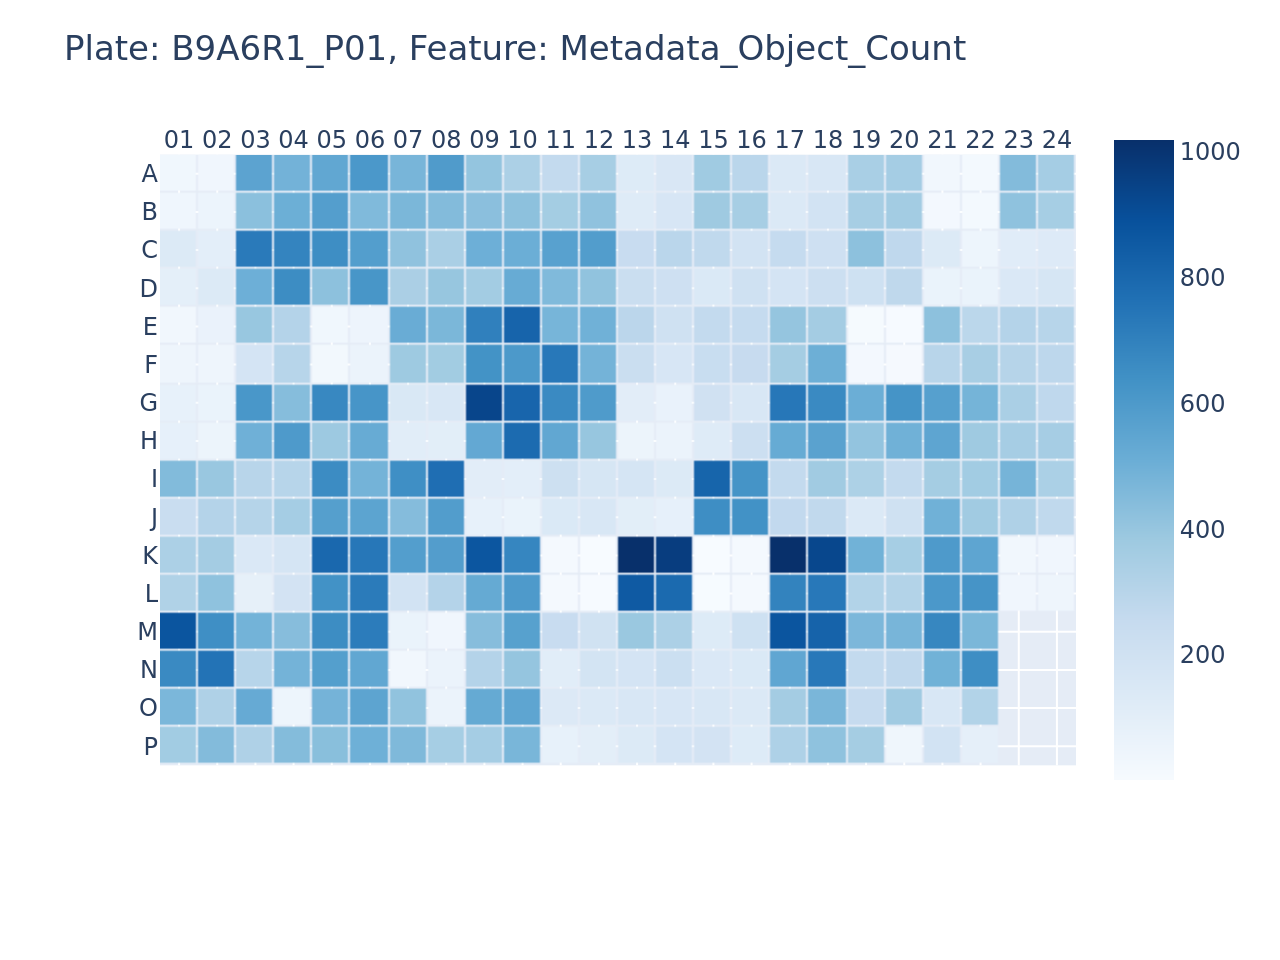 Plate: B9A6R1_P01, Feature: Metadata_Object_Count
01 02 03 04 05 06 07 08 09 10 11 12 13 14 15 16 17 18 19 20 21 22 23 24
A
B
C
D
E
F
G
H
I
J
K
L
M
N
O
P
1000
800
600
400
200